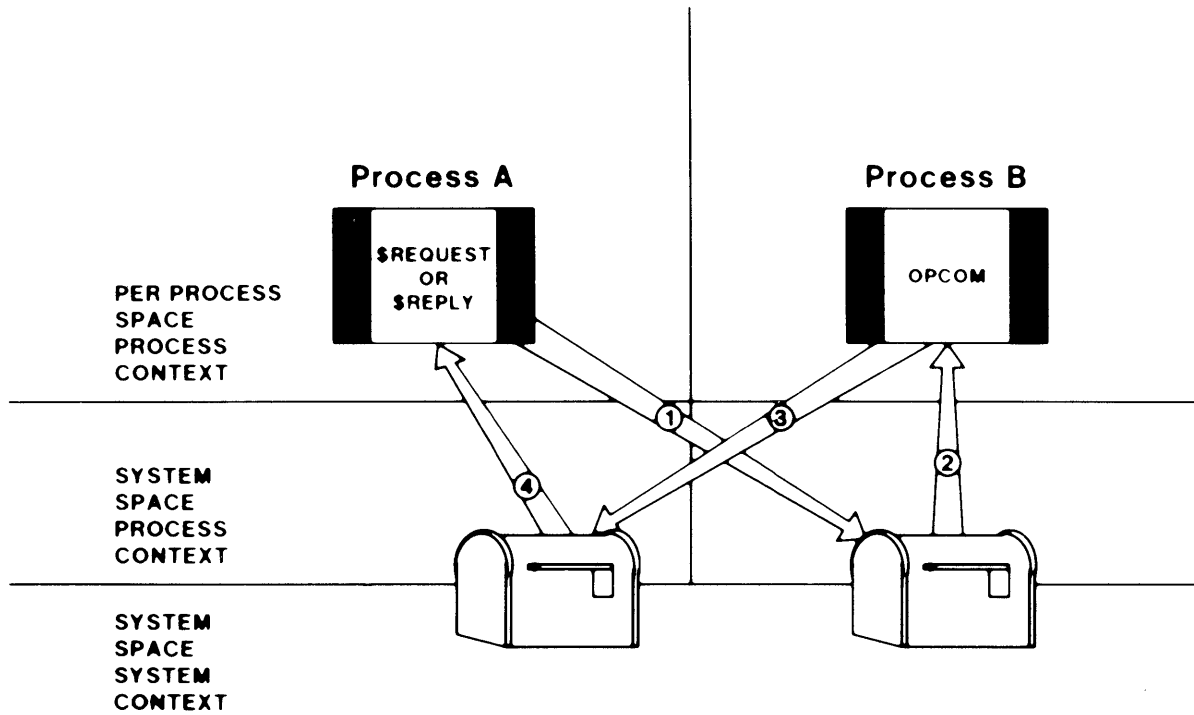 Process A
Process B
$REQUEST
OR
$REPLY
OPCOM
PER PROCESS
SPACE
PROCESS
CONTEXT
1
3
2
4
SYSTEM
SPACE
PROCESS
CONTEXT
SYSTEM
SPACE
SYSTEM
CONTEXT